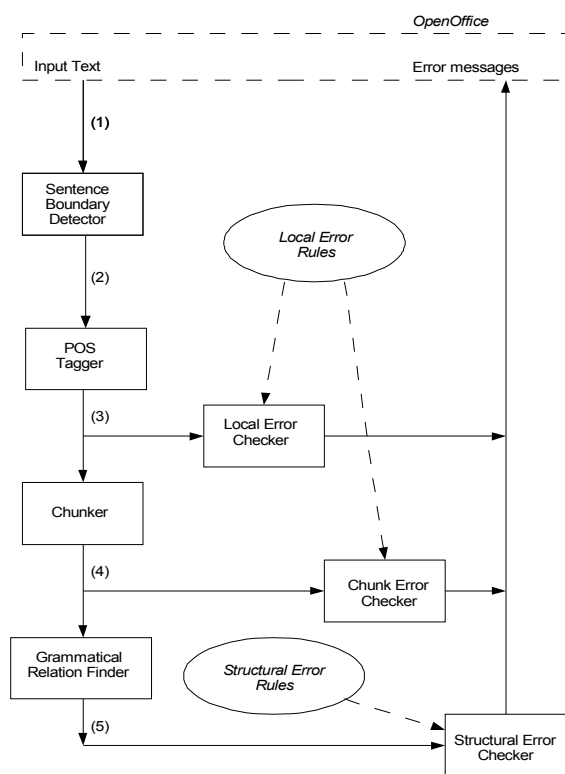 OpenOffice
Input Text
Error messages
(1)
Sentence
Boundary
Detector
Local Error
Rules
(2)
POS
Tagger
(3)
Local Error
Checker
Chunker
(4)
Chunk Error
Checker
Grammatical
Relation Finder
Structural Error
Rules
(5)
Structural Error
Checker